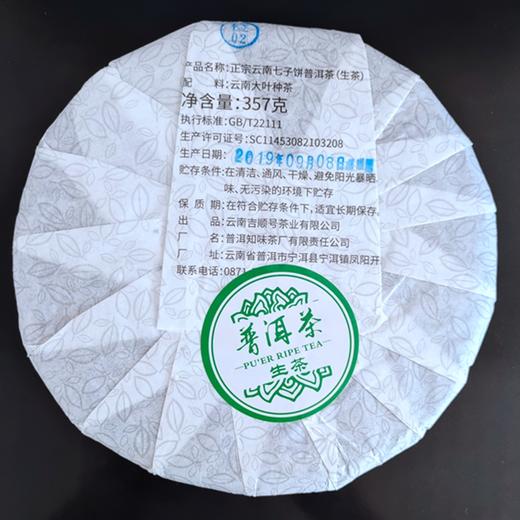 检
02
产品名称：正宗云南七子饼普洱茶(生茶)
配 料：云南大叶种茶
净含量：357克
执行标准：GB/T22111
生产许可证号：SC11453082103208
生产日期：2019年09月08日
贮存条件：在清洁、通风、干燥、避免阳光暴晒
味、无污染的环境下贮存
保 质 期：在符合贮存条件下，适宜长期保存
出 品：云南吉顺号茶业有限公司
厂 名：普洱知味茶厂有限责任公司
厂 址：云南省普洱市宁洱县宁洱镇凤阳开
联系电话：0871
普洱茶
PU'ER RIPE TEA
生茶